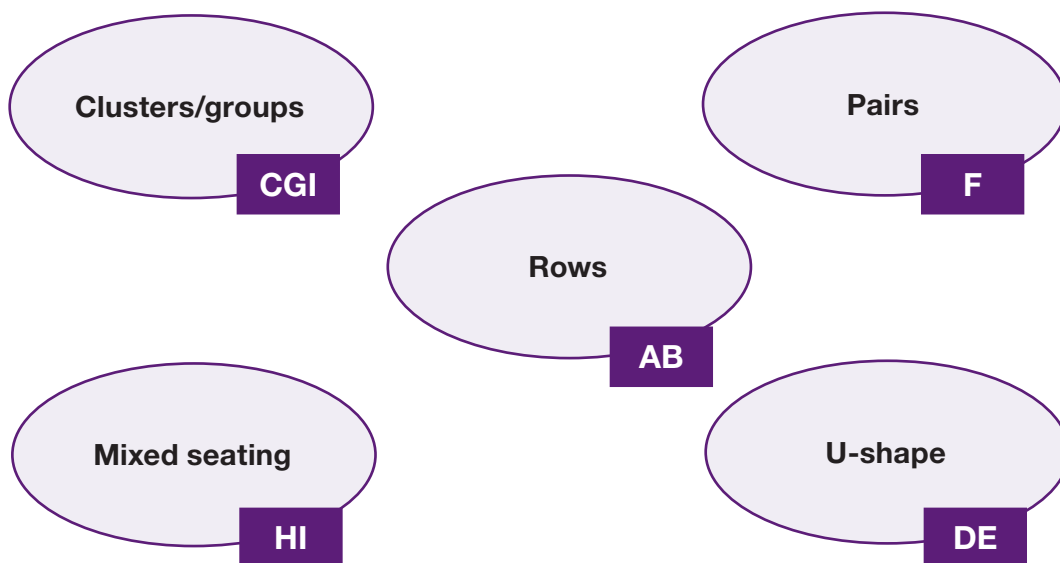 Clusters/groups
CGI
Pairs
F
Rows
AB
Mixed seating
HI
U-shape
DE